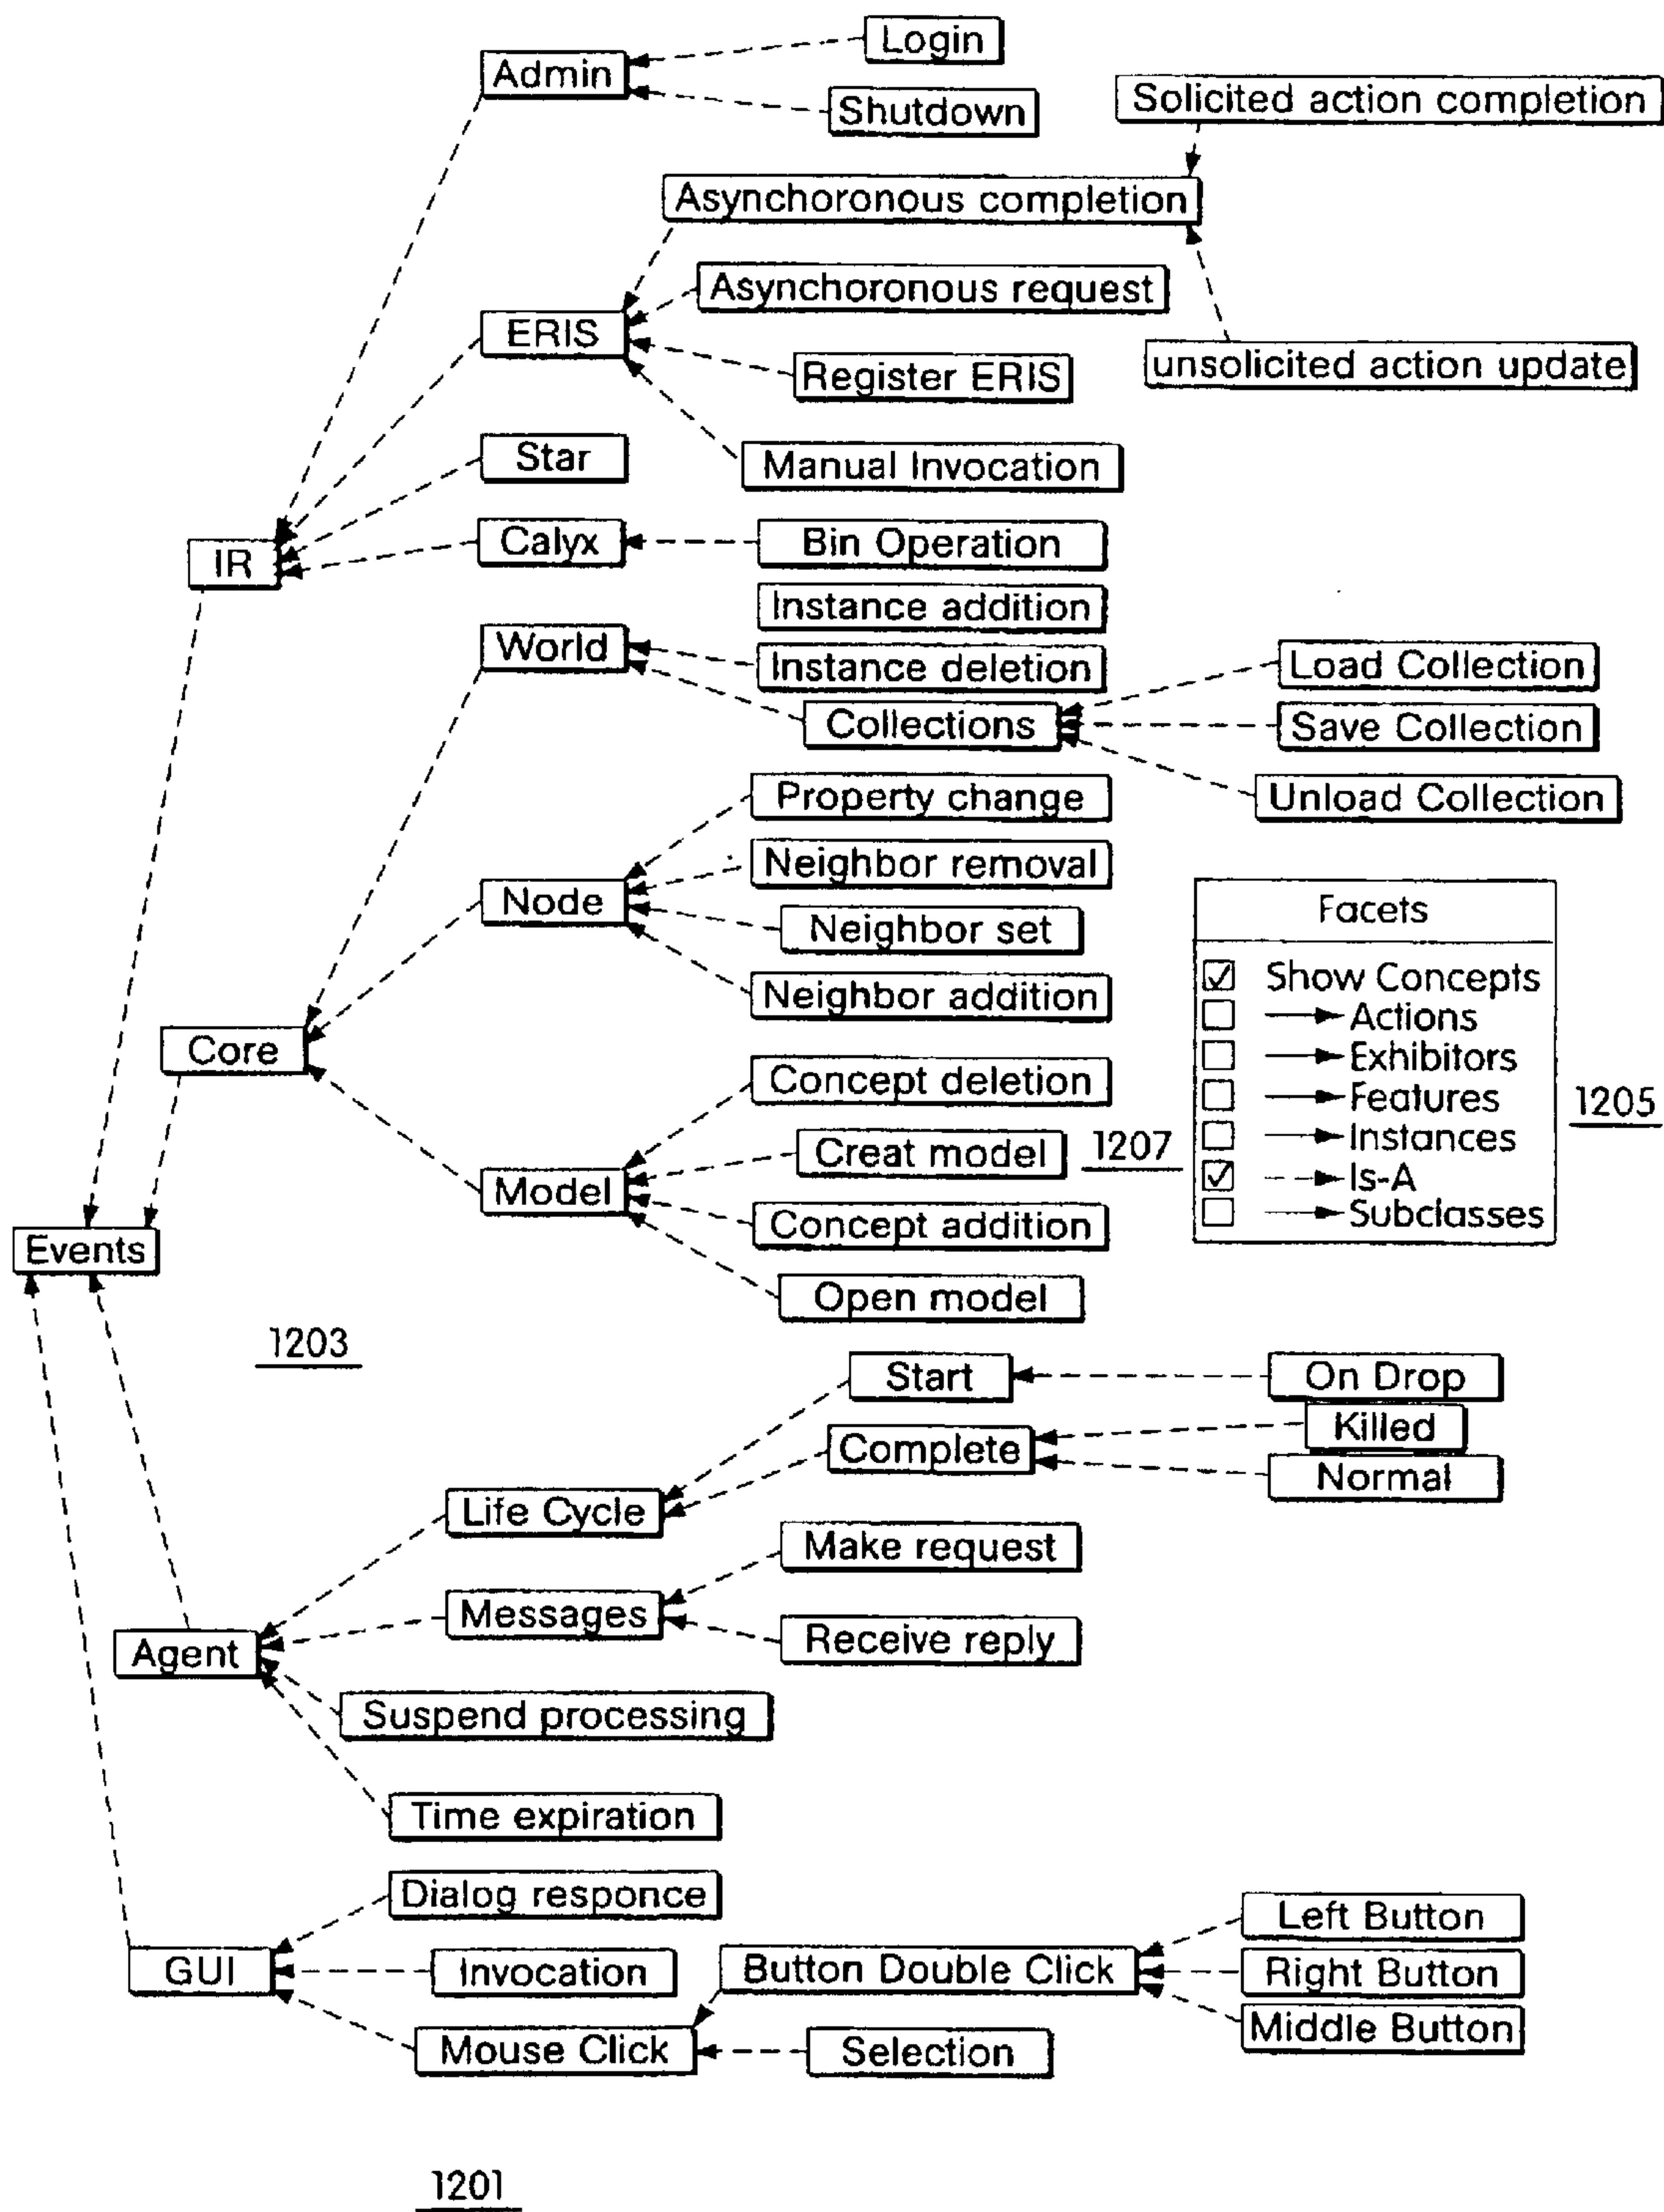 Login
Admin
Shutdown
Solicited action completion
Asynchoronous completion
Asynchoronous request
ERIS
Register ERIS
unsolicited action update
Star
Manual Invocation
IR
Calyx
Bin Operation
Instance addition
World
Instance deletion
Load Collection
Collections
Save Collection
Property change
Unload Collection
Neighbor removal
Node
Neighbor set
Neighbor addition
Facets
Show Concepts
Actions
Exhibitors
Features
Instances
Is-A
Subclasses
1205
Core
Concept deletion
Creat model
1207
Model
Concept addition
Events
Open model
1203
Start
On Drop
Killed
Complete
Normal
Life Cycle
Make request
Messages
Receive reply
Agent
Suspend processing
Time expiration
Dialog responce
Left Button
GUI
Invocation
Button Double Click
Right Button
Middle Button
Mouse Click
Selection
1201